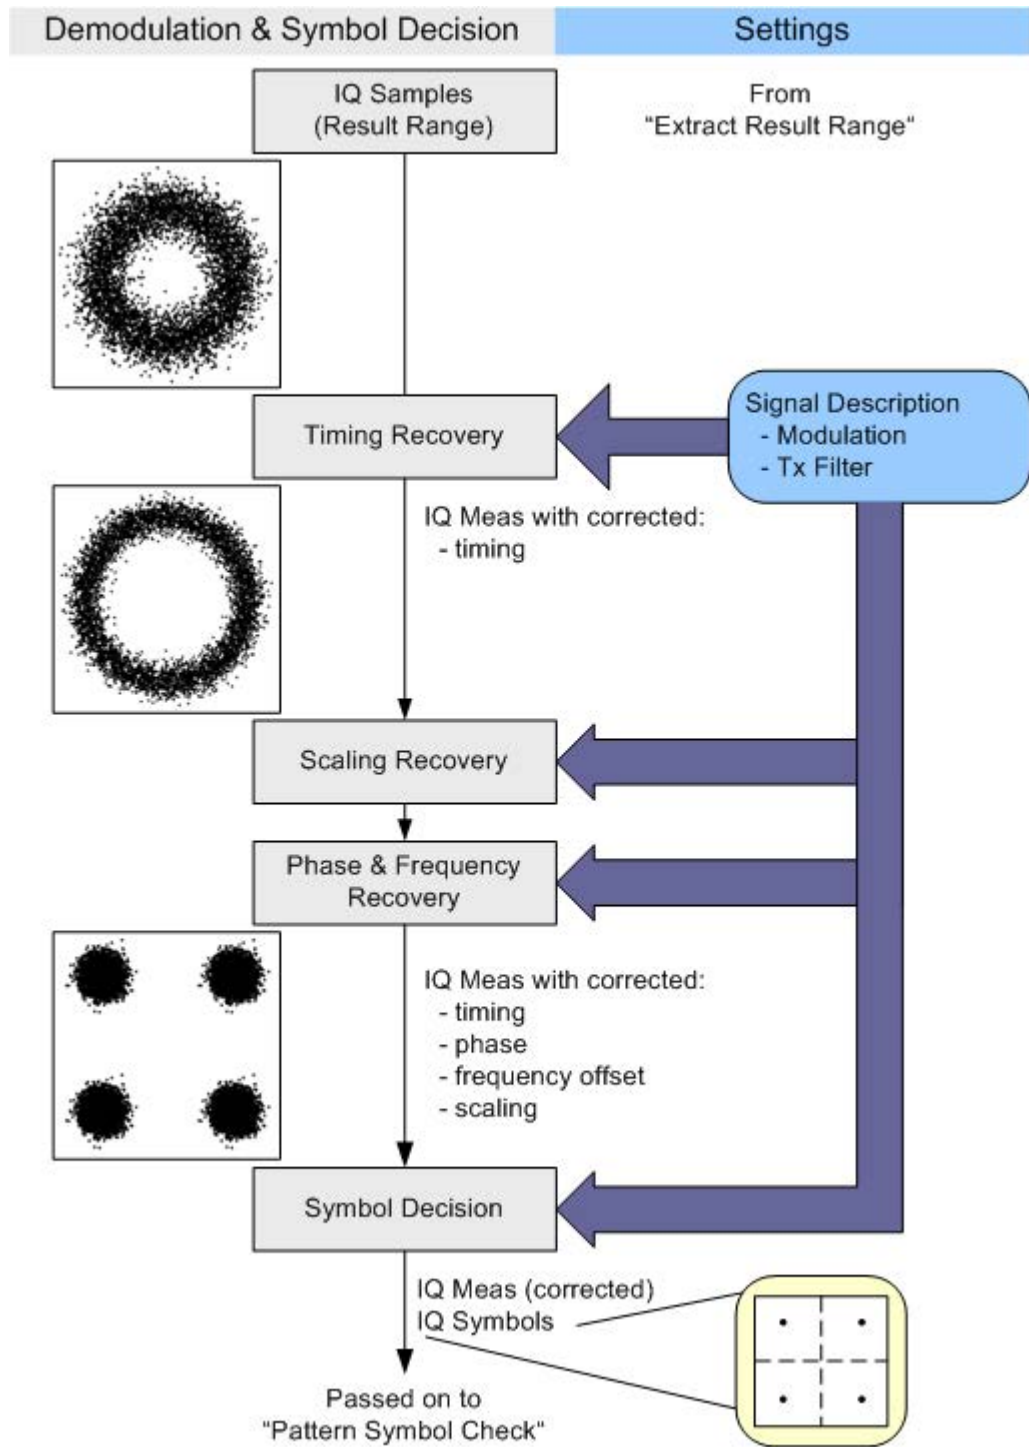 Demodulation & Symbol Decision
Settings
IQ Samples
(Result Range)
From
"Extract Result Range"
Timing Recovery
Signal Description
- Modulation
- Tx Filter
IQ Meas with corrected:
- timing
Scaling Recovery
Phase & Frequency
Recovery
IQ Meas with corrected:
- timing
- phase
- frequency offset
- scaling
Symbol Decision
IQ Meas (corrected)
IQ Symbols
Passed on to
"Pattern Symbol Check"